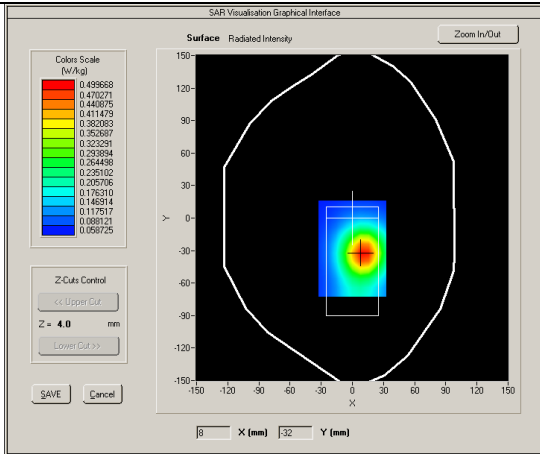 SAR Visualisation Graphical Interface
Surface Radiated Intensity
Zoom In/Out
Colors Scale
(W/kg)
0.499668
0.470271
0.440875
0.411479
0.382083
0.352687
0.323291
0.293894
0.264498
0.235102
0.205706
0.176310
0.146914
0.117517
0.088121
0.058725
Z-Cuts Control
<< Upper Cut
Z = 4.0 mm
Lower Cut >>
SAVE Cancel
150
120
90
60
30
0
-30
-60
-90
-120
-150
Y
-150 -120 -90 -60 -30 0 30 60 90 120 150
X
8 X (mm) -32 Y (mm)